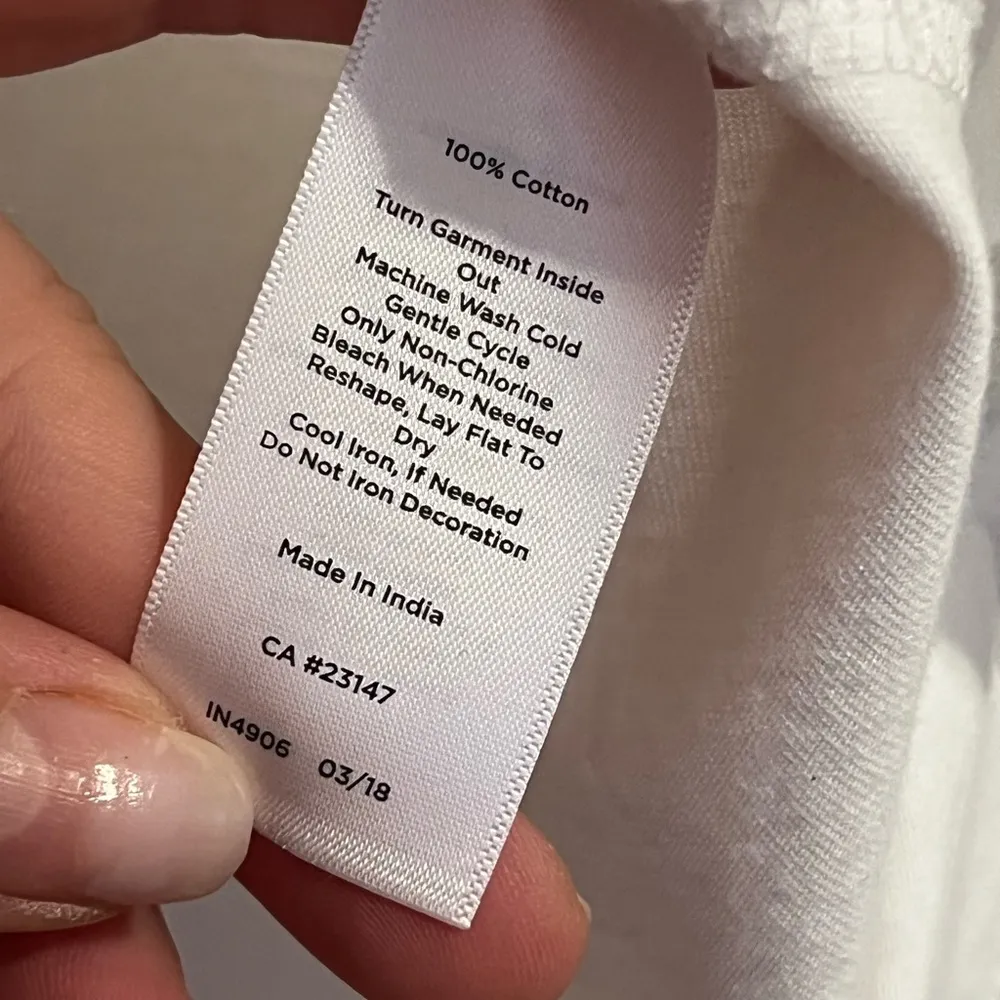 100% Cotton
Turn Garment Inside
Out
Machine Wash Cold
Gentle Cycle
Only Non-Chlorine
Bleach When Needed
Reshape, Lay Flat To
Dry
Cool Iron, If Needed
Do Not Iron Decoration
Made In India
CA #23147
IN4906 03/18